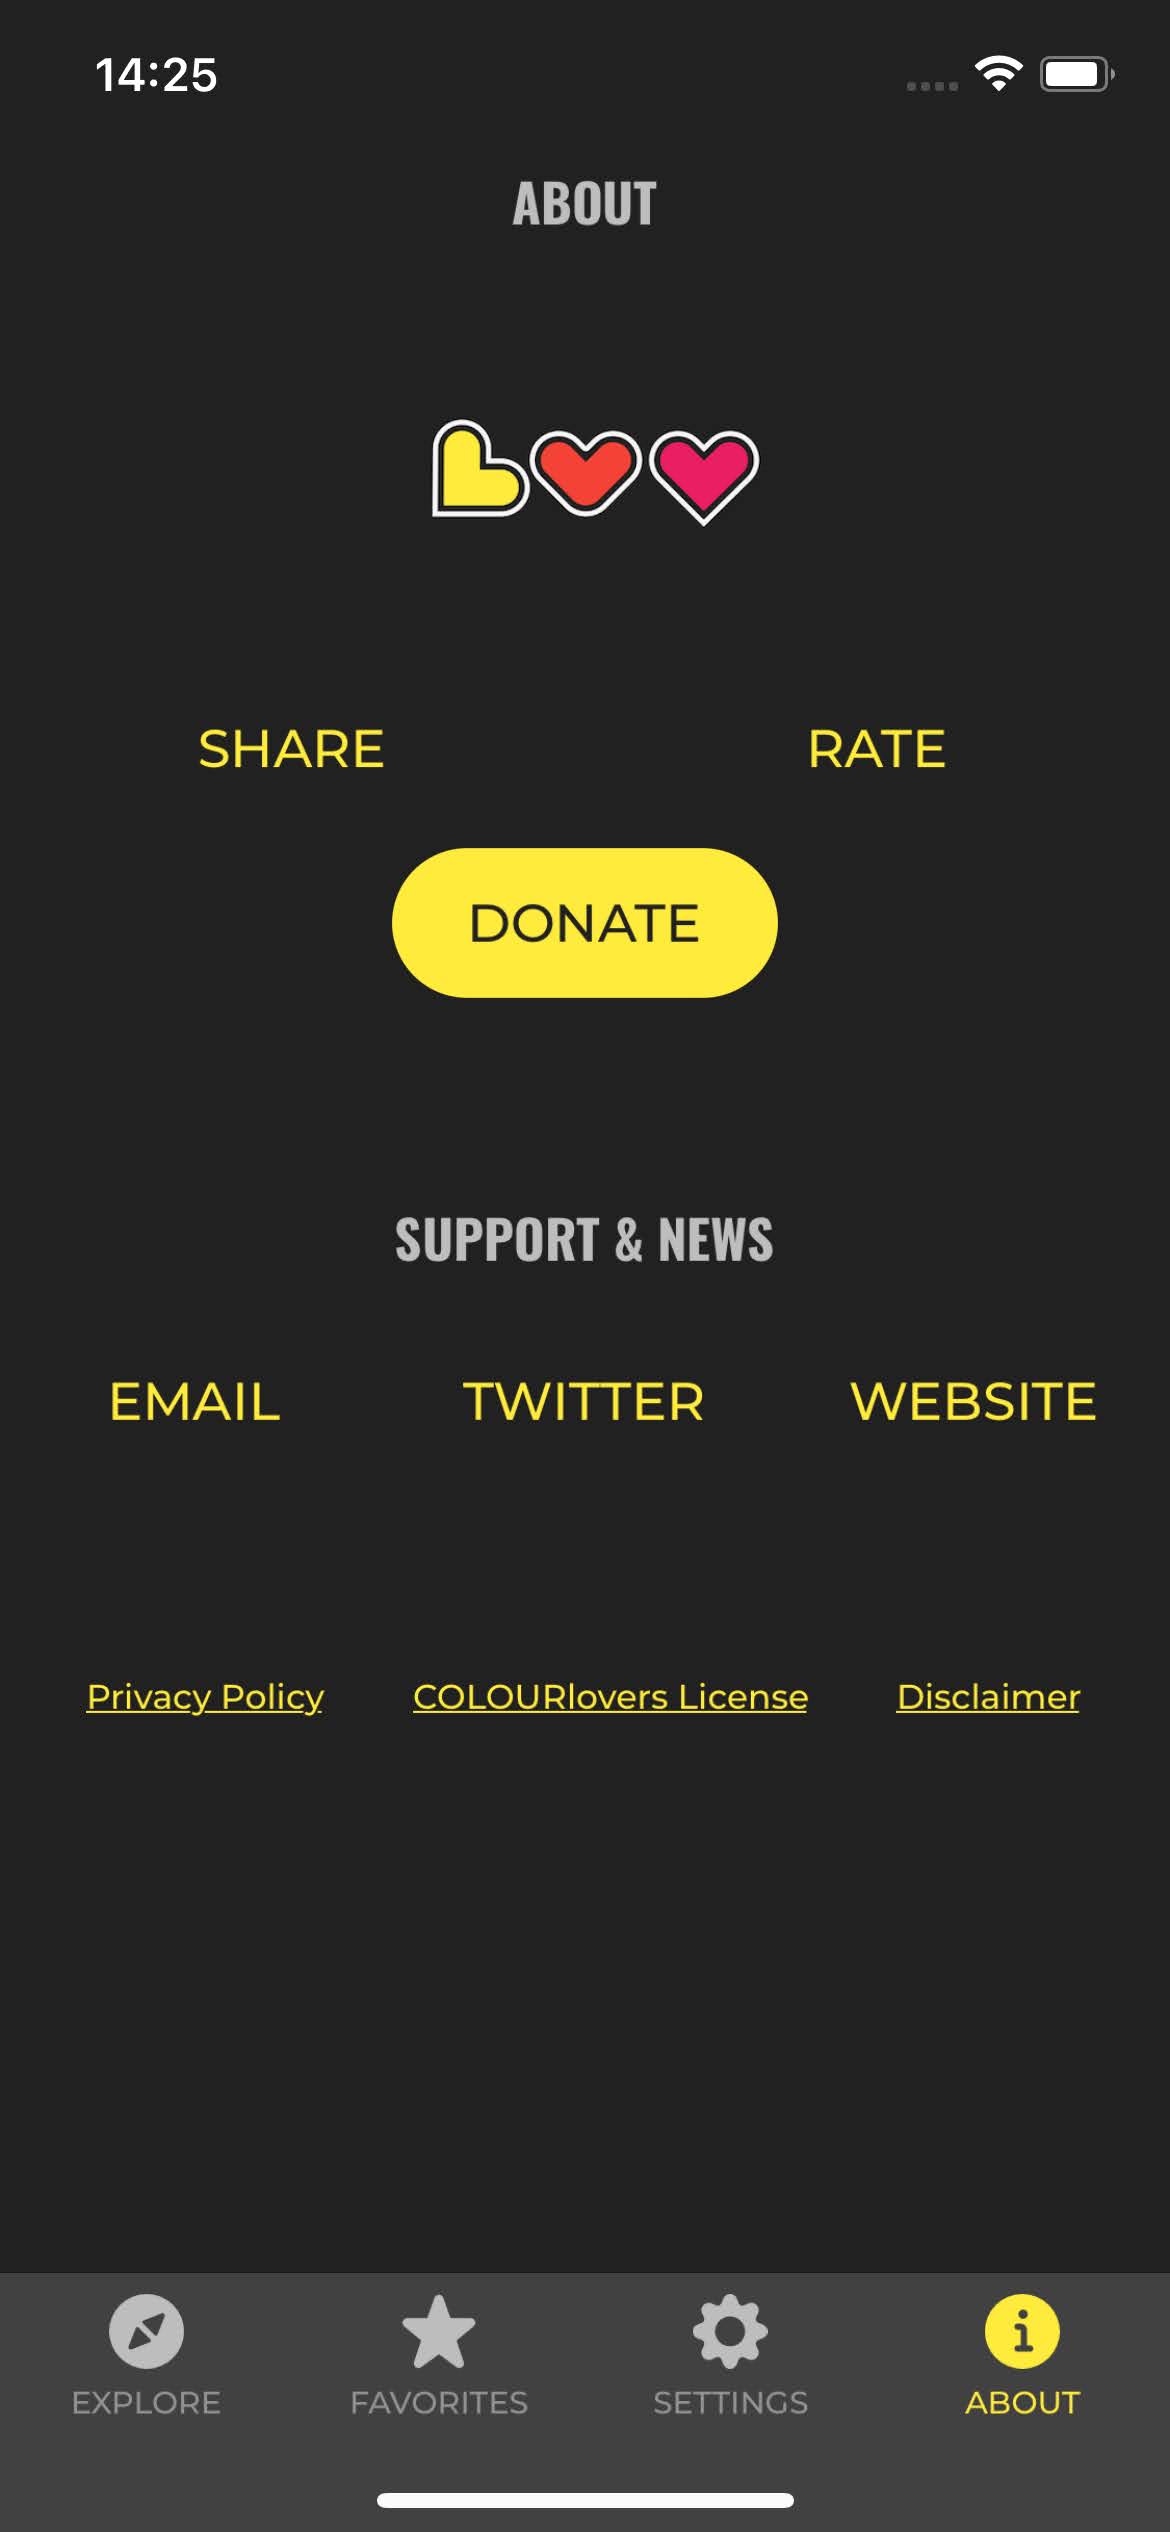 14:25
ABOUT
SHARE RATE
DONATE
SUPPORT & NEWS
EMAIL TWITTER WEBSITE
Privacy Policy COLOURlovers License Disclaimer
EXPLORE FAVORITES SETTINGS ABOUT